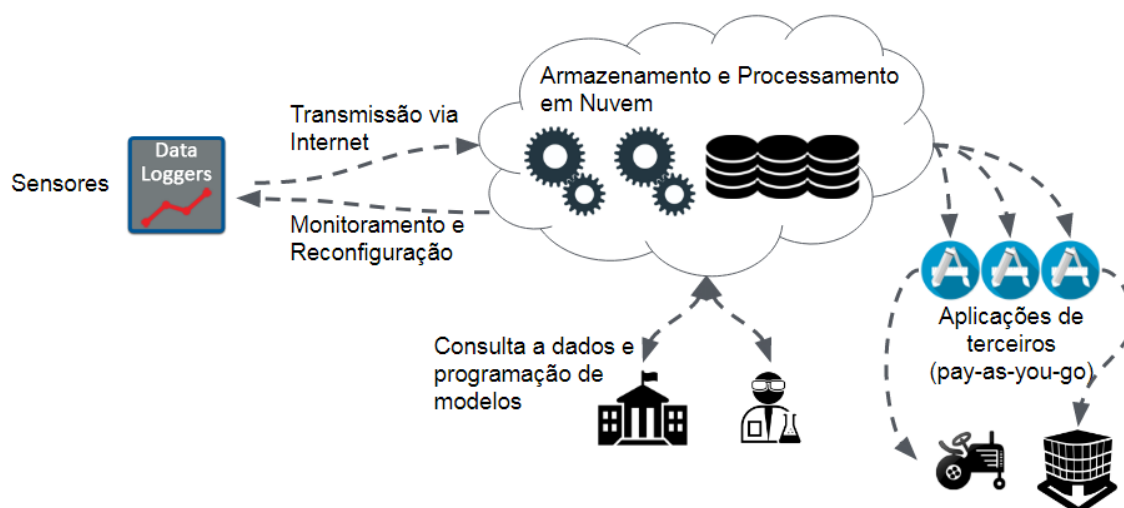 Armazenamento e Processamento
em Nuvem
Transmissão via
Internet
Data
Loggers
Sensores
Monitoramento e
Reconfiguração
Consulta a dados e
programação de
modelos
Aplicações de
terceiros
(pay-as-you-go)